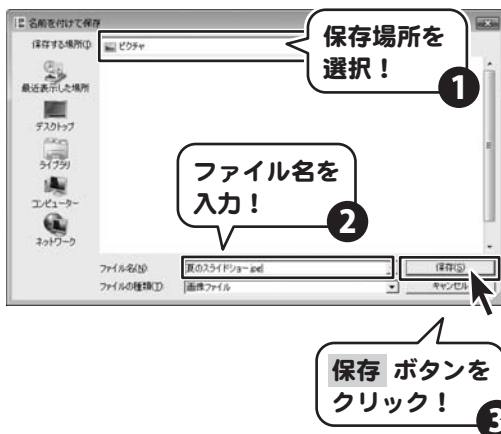 名前を付けて保存
保存する場所(I):
ピクチャ
保存場所を
選択！
1
最近表示した場所
デスクトップ
ライブラリ
コンピューター
ネットワーク
ファイル名を
入力！
2
ファイル名(N):
夏のスライドショー.jpg
保存(S)
ファイルの種類(T):
画像ファイル
キャンセル
保存 ボタンを
クリック！
3